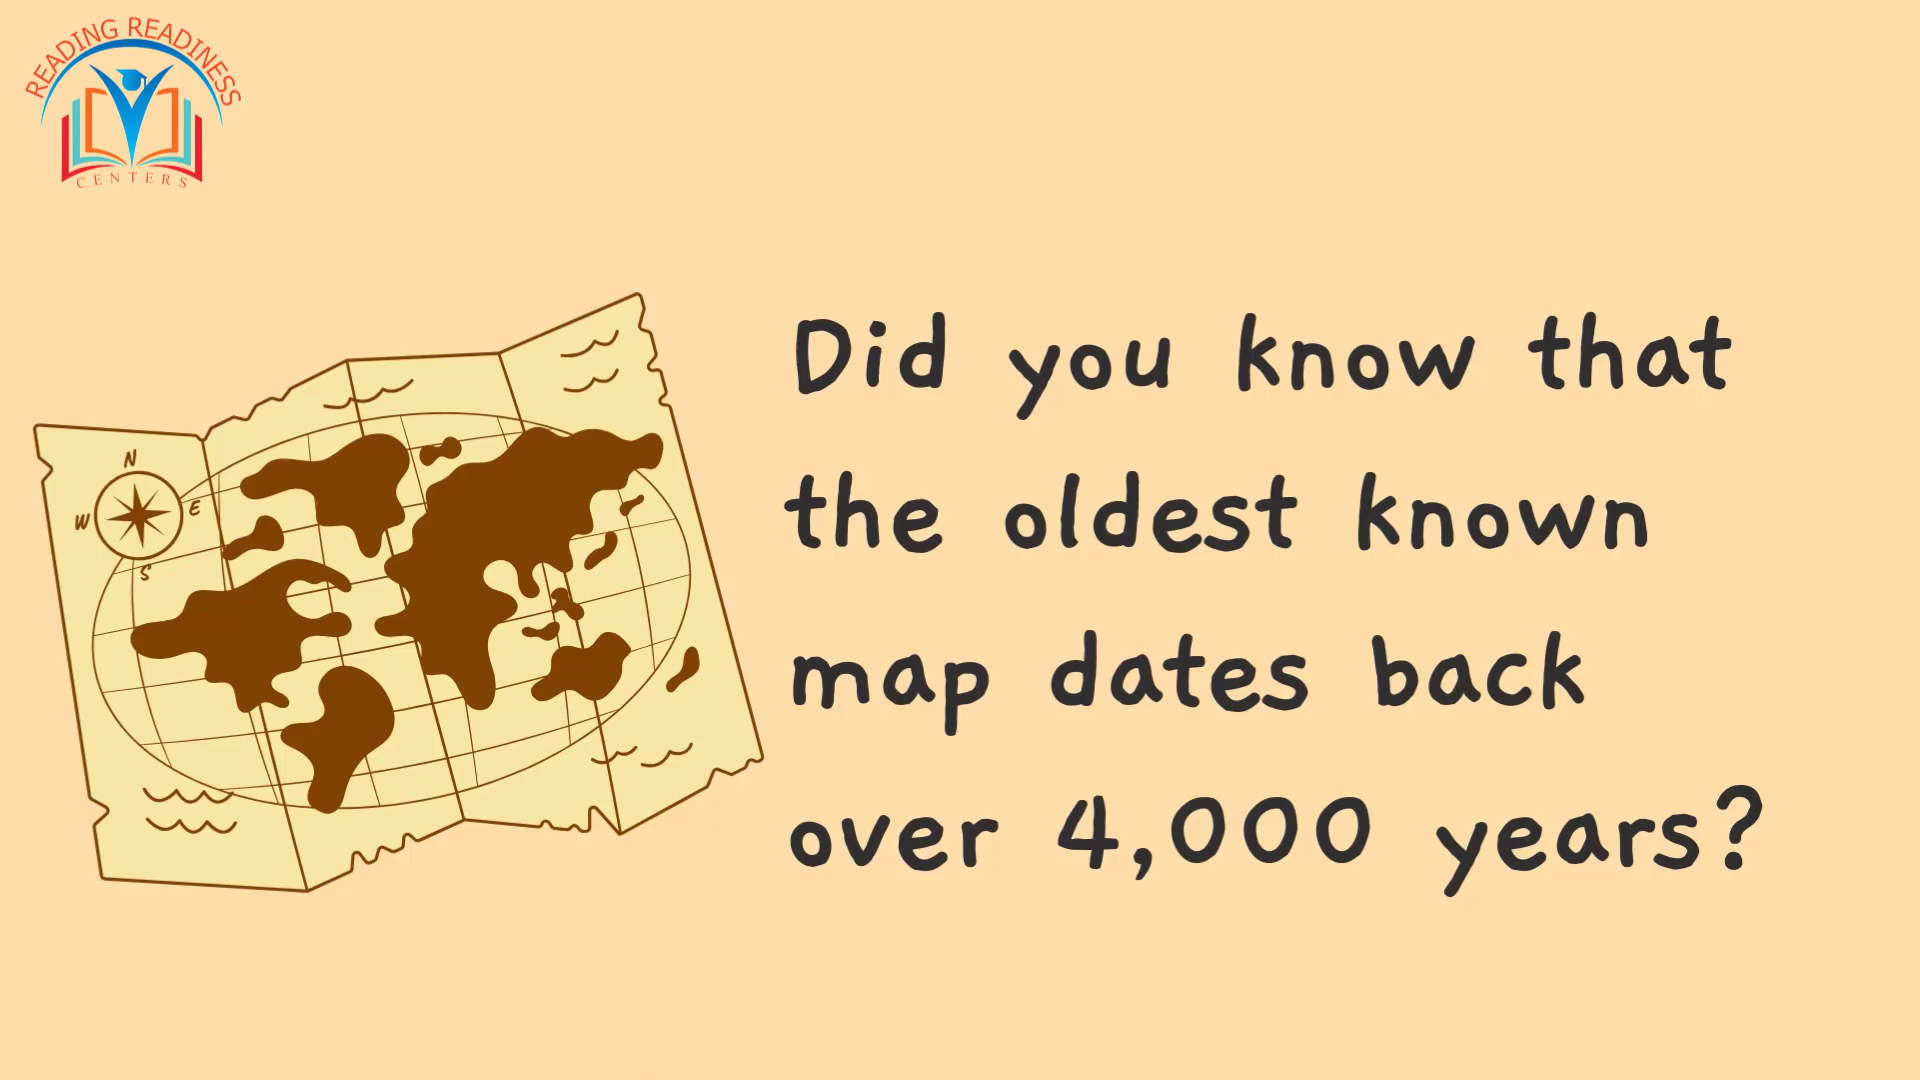 READING READINESS
CENTERS
N
W
E
S
Did you know that
the oldest known
map dates back
over 4,000 years?